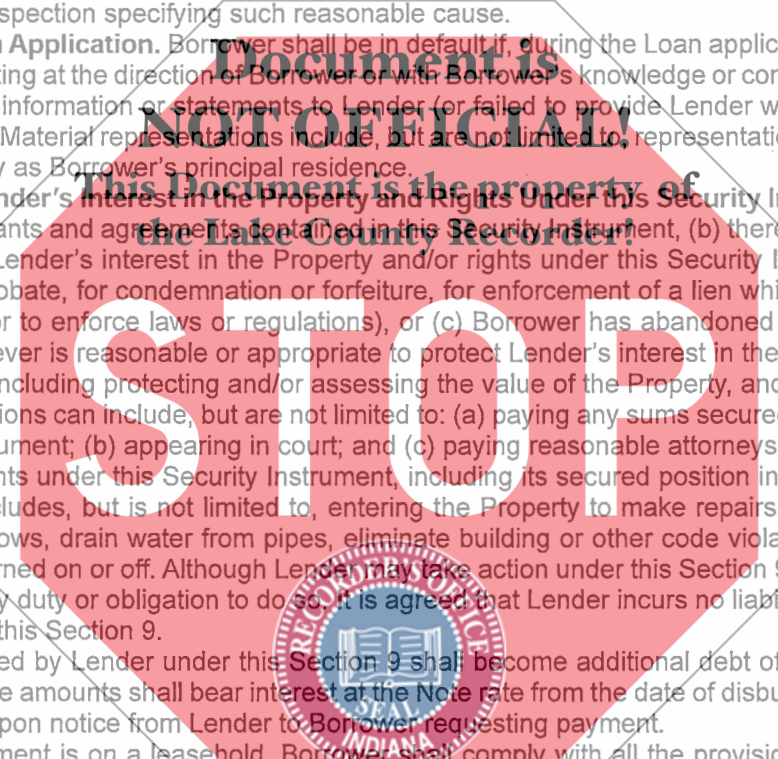 spection specifying such reasonable cause.
Application. Borrower shall be in default if, during the Loan applic
ting at the direction of Borrower or with Borrower's knowledge or con
information or statements to Lender (or failed to provide Lender w
Material representations include, but are not limited to, representati
y as Borrower's principal residence.
nder's Interest in the Property and Rights Under this Security I
ants and agreements contained in this Security Instrument, (b) there
Lender's interest in the Property and/or rights under this Security
obate, for condemnation or forfeiture, for enforcement of a lien whi
or to enforce laws or regulations), or (c) Borrower has abandoned
ever is reasonable or appropriate to protect Lender's interest in the
ncluding protecting and/or assessing the value of the Property, and
ions can include, but are not limited to: (a) paying any sums secure
ument; (b) appearing in court; and (c) paying reasonable attorneys
nts under this Security Instrument, including its secured position in
cludes, but is not limited to, entering the Property to make repairs
ows, drain water from pipes, eliminate building or other code viola
rned on or off. Although Lender may take action under this Section 9
y duty or obligation to do so. It is agreed that Lender incurs no liabi
this Section 9.
ed by Lender under this Section 9 shall become additional debt of
e amounts shall bear interest at the Note rate from the date of disbu
pon notice from Lender to Borrower requesting payment.
ment is on a leasehold, Borrower shall comply with all the provisio
Document is
NOT OFFICIAL!
This Document is the property of
the Lake County Recorder!
STOP
RECORDER'S OFFICE
SEAL
INDIANA